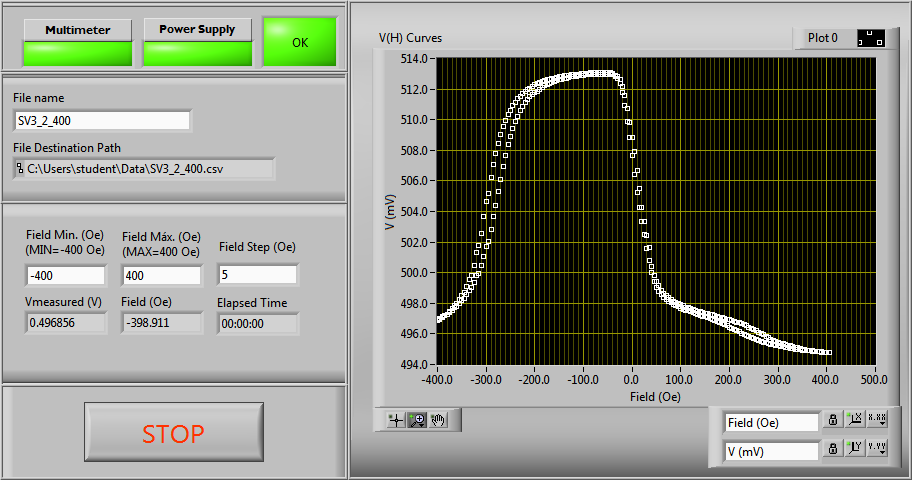 Multimeter
Power Supply
OK
File name
SV3_2_400
File Destination Path
C:\Users\student\Data\SV3_2_400.csv
Field Min. (Oe)
(MIN=-400 Oe)
Field Máx. (Oe)
(MAX=400 Oe)
Field Step (Oe)
-400
400
5
Vmeasured (V)
Field (Oe)
Elapsed Time
0.496856
-398.911
00:00:00
STOP
V(H) Curves
Plot 0
V (mV)
514.0
512.0
510.0
508.0
506.0
504.0
502.0
500.0
498.0
496.0
494.0
-400.0
-300.0
-200.0
-100.0
0.0
100.0
200.0
300.0
400.0
500.0
Field (Oe)
Field (Oe)
X
X.XX
V (mV)
Y
Y.YY